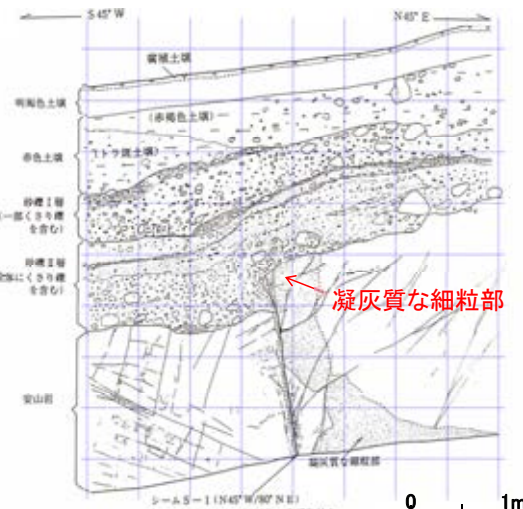 S45°W
N45°E
腐植土壌
明褐色土壌
(赤褐色土壌)
赤色土壌
(トラ斑土壌)
砂礫Ⅰ層
一部くさり礫
を含む)
砂礫Ⅱ層
にくさり礫
を含む)
凝灰質な細粒部
安山岩
凝灰質な細粒部
シームS-1(N45°W/80°NE)
0 1m